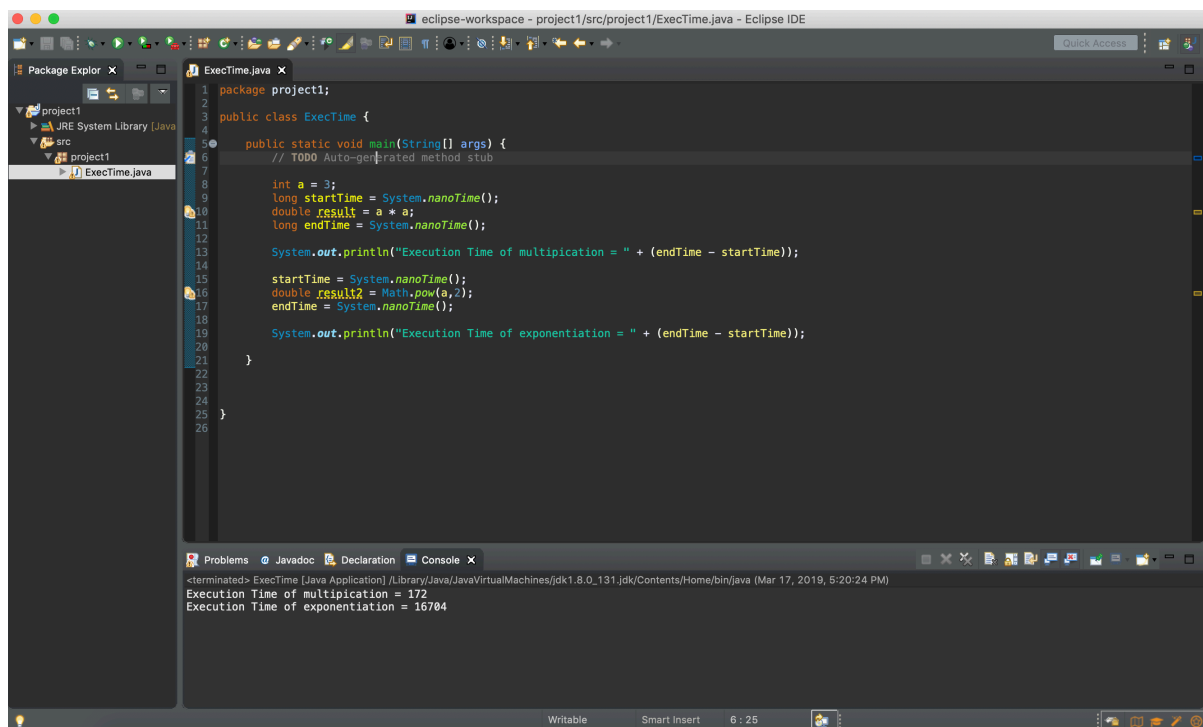 eclipse-workspace - project1/src/project1/ExecTime.java - Eclipse IDE
Quick Access
Package Explor
project1
JRE System Library [Java
src
project1
ExecTime.java
ExecTime.java
1 package project1;
2
3 public class ExecTime {
4
5 public static void main(String[] args) {
6 // TODO Auto-generated method stub
7
8 int a = 3;
9 long startTime = System.nanoTime();
10 double result = a * a;
11 long endTime = System.nanoTime();
12
13 System.out.println("Execution Time of multipication = " + (endTime - startTime));
14
15 startTime = System.nanoTime();
16 double result2 = Math.pow(a,2);
17 endTime = System.nanoTime();
18
19 System.out.println("Execution Time of exponentiation = " + (endTime - startTime));
20
21 }
22
23
24
25 }
26
Problems Javadoc Declaration Console
<terminated> ExecTime [Java Application] /Library/Java/JavaVirtualMachines/jdk1.8.0_131.jdk/Contents/Home/bin/java (Mar 17, 2019, 5:20:24 PM)
Execution Time of multipication = 172
Execution Time of exponentiation = 16704
Writable Smart Insert 6 : 25